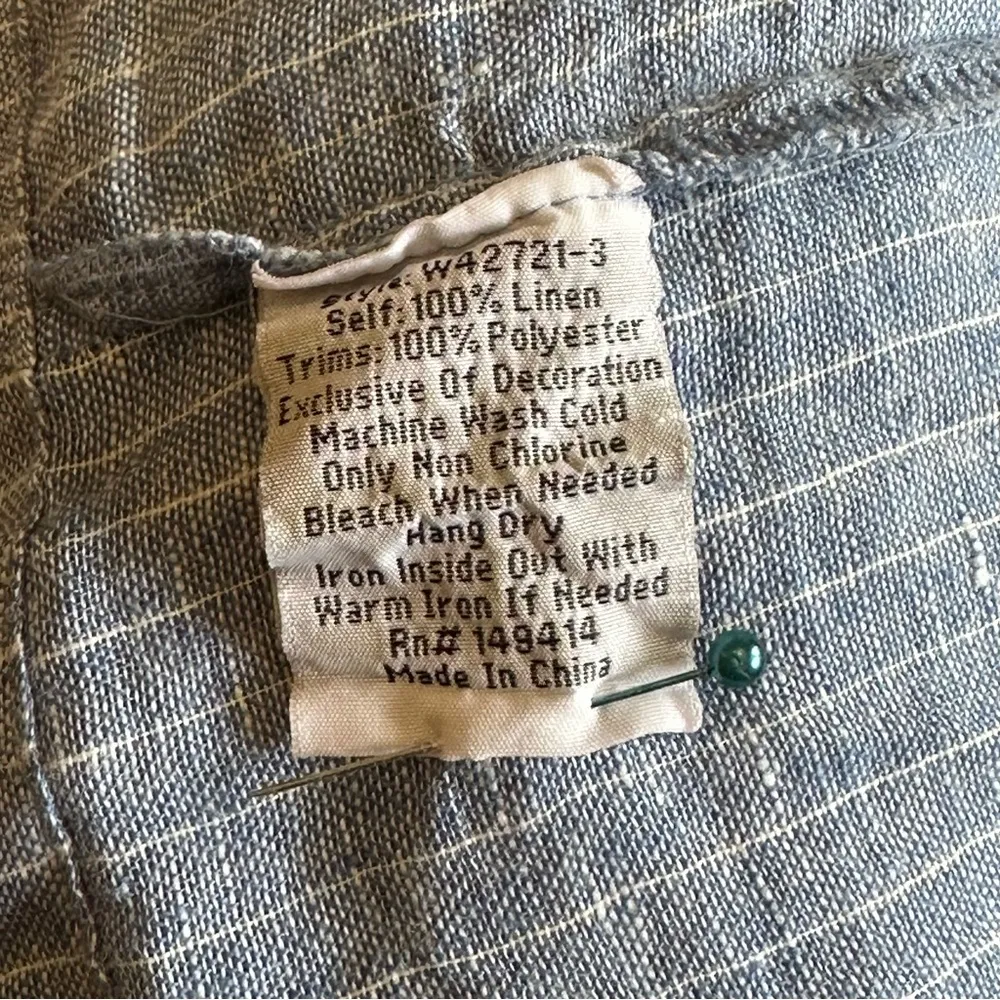 Style: W42721-3
Self: 100% Linen
Trims: 100% Polyester
Exclusive Of Decoration
Machine Wash Cold
Only Non Chlorine
Bleach When Needed
Hang Dry
Iron Inside Out With
Warm Iron If Needed
Rn# 149414
Made In China